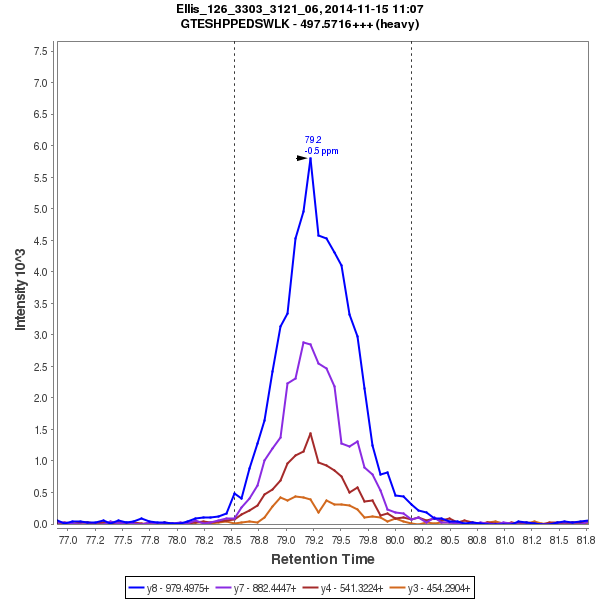 Ellis_126_3303_3121_06, 2014-11-15 11:07
GTESHPPEDSWLK - 497.5716+++ (heavy)
7.5
7.0
6.5
6.0
5.5
5.0
4.5
4.0
3.5
3.0
2.5
2.0
1.5
1.0
0.5
0.0
Intensity 10^3
79.2
-0.5 ppm
77.0 77.2 77.5 77.8 78.0 78.2 78.5 78.8 79.0 79.2 79.5 79.8 80.0 80.2 80.5 80.8 81.0 81.2 81.5 81.8
Retention Time
y8 - 979.4975+ y7 - 882.4447+ y4 - 541.3224+ y3 - 454.2904+